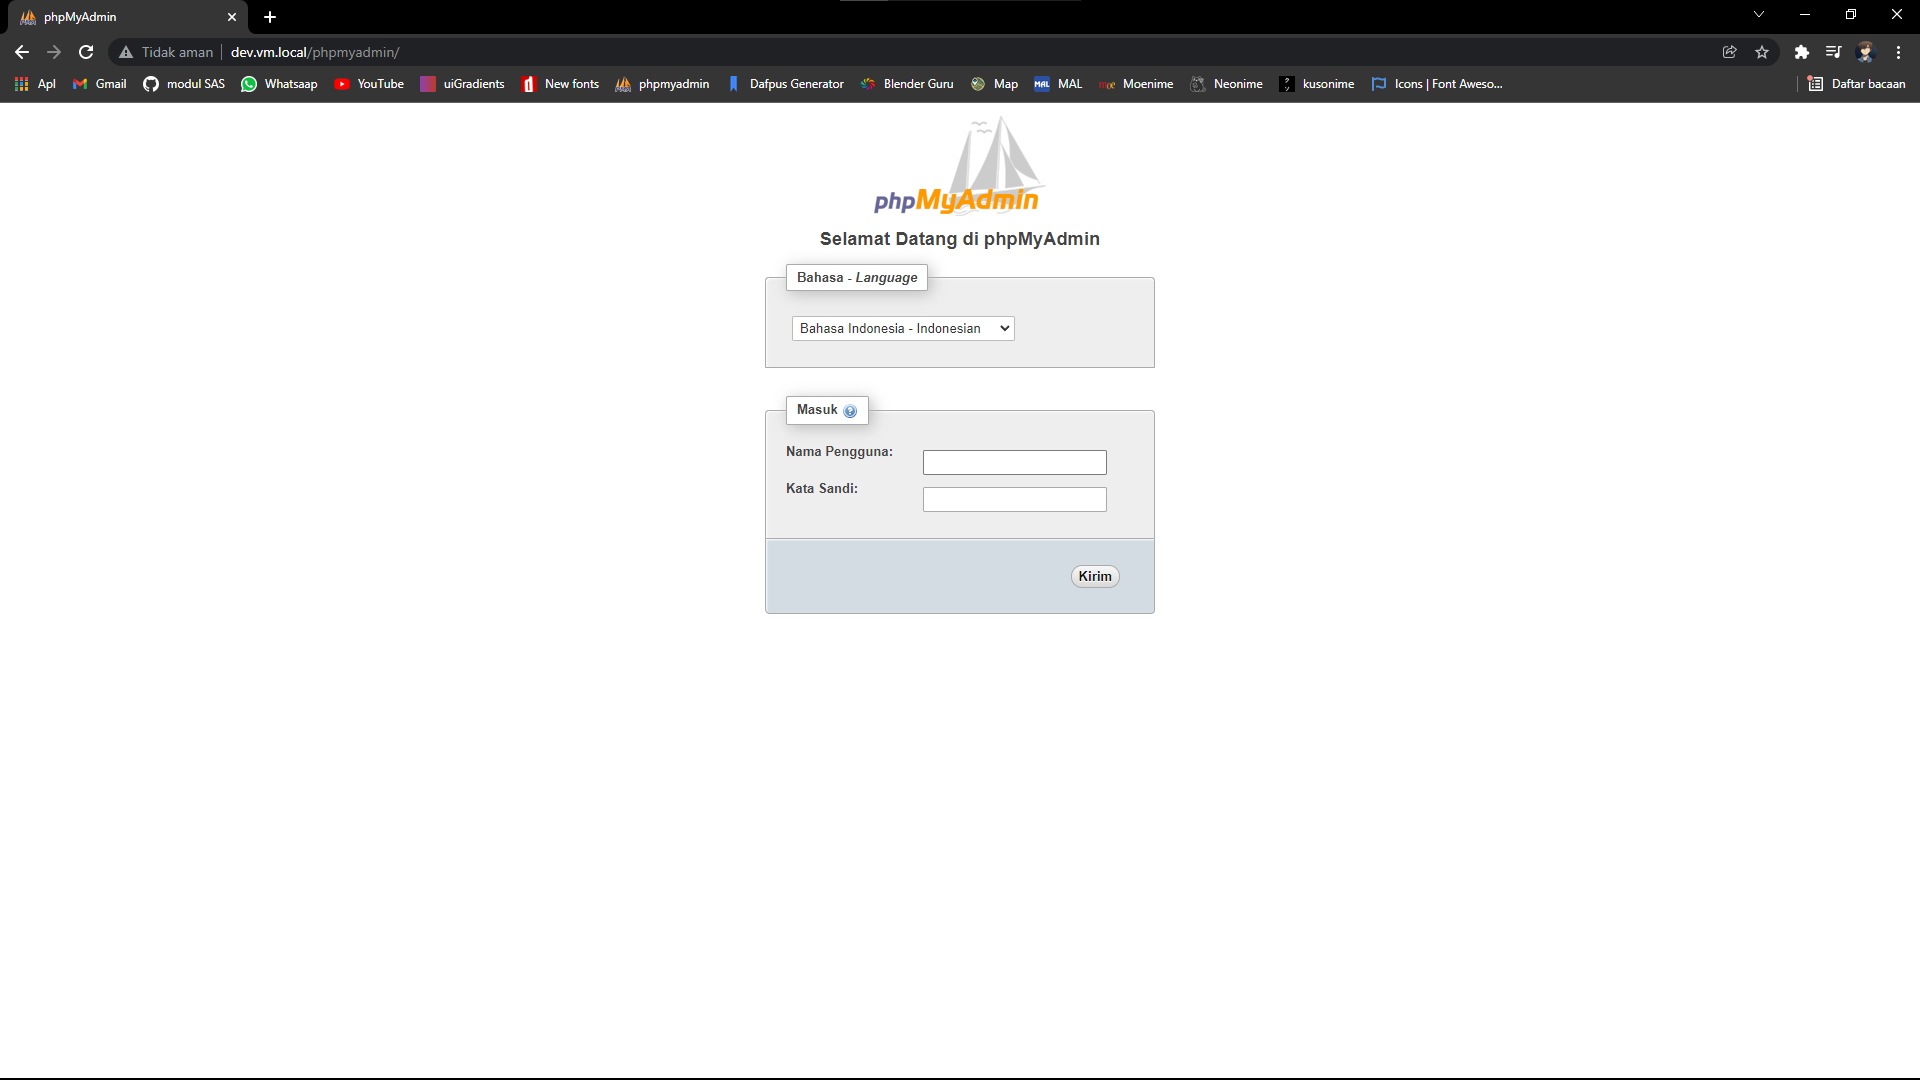 phpMyAdmin
Tidak aman dev.vm.local/phpmyadmin/
Apl Gmail modul SAS Whatsaap YouTube uiGradients New fonts phpmyadmin Dafpus Generator Blender Guru Map MAL MAL Moenime Neonime kusonime Icons | Font Aweso... Daftar bacaan
phpMyAdmin
Selamat Datang di phpMyAdmin
Bahasa - Language
Bahasa Indonesia - Indonesian
Masuk
Nama Pengguna:
Kata Sandi:
Kirim